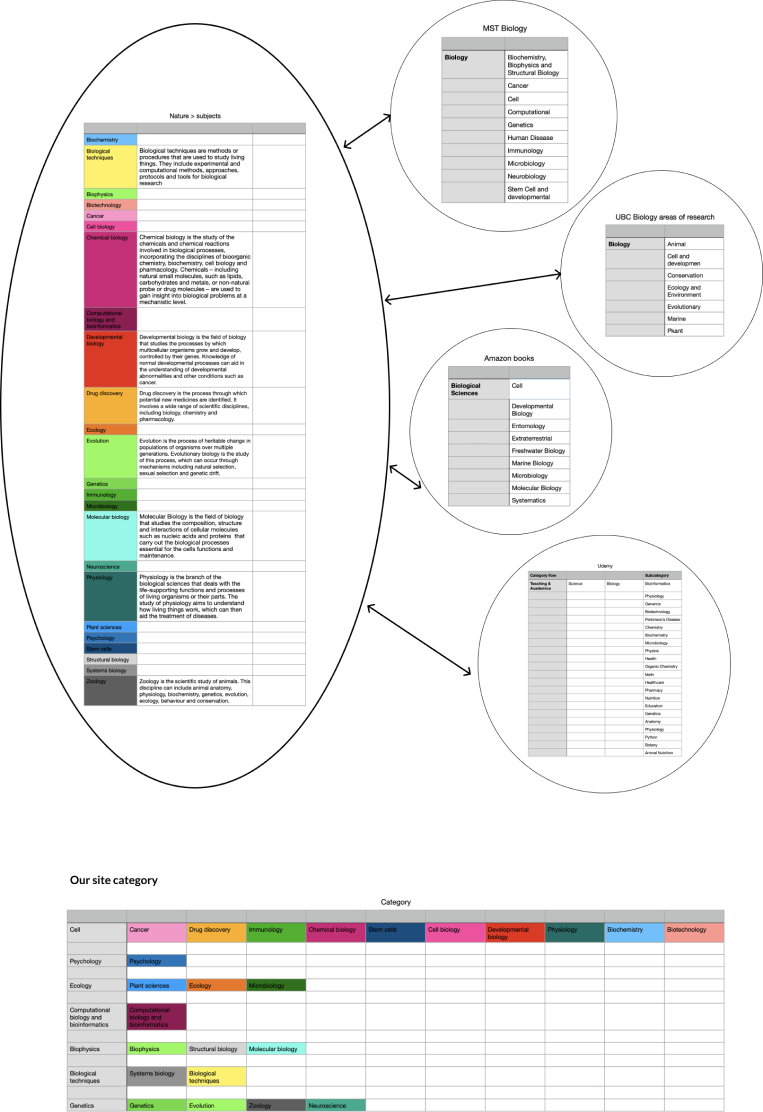 Nature > subjects
Biochemistry
Biological
techniques
Biological techniques are methods or
procedures that are used to study living
things. They include experimental and
computational methods, approaches,
protocols and tools for biological
research
Biophysics
Biotechnology
Cancer
Cell biology
Chemical biology
Chemical biology is the study of the
chemicals and chemical reactions
involved in biological processes,
incorporating the disciplines of bioorganic
chemistry, biochemistry, cell biology and
pharmacology. Chemicals – including
natural small molecules, such as lipids,
carbohydrates and metals, or non-natural
probe or drug molecules – are used to
gain insight into biological problems at a
mechanistic level.
Computational
biology and
bioinformatics
Developmental
biology
Developmental biology is the field of biology
that studies the processes by which
multicellular organisms grow and develop,
controlled by their genes. Knowledge of
normal developmental processes can aid in
the understanding of developmental
abnormalities and other conditions such as
cancer.
Drug discovery
Drug discovery is the process through which
potential new medicines are identified. It
involves a wide range of scientific disciplines,
including biology, chemistry and
pharmacology.
Ecology
Evolution
Evolution is the process of heritable change in
populations of organisms over multiple
generations. Evolutionary biology is the study
of this process, which can occur through
mechanisms including natural selection,
sexual selection and genetic drift.
Genetics
Immunology
Microbiology
Molecular biology
Molecular Biology is the field of biology
that studies the composition, structure
and interactions of cellular molecules
such as nucleic acids and proteins that
carry out the biological processes
essential for the cells functions and
maintenance.
Neuroscience
Physiology
Physiology is the branch of the
biological sciences that deals with the
life-supporting functions and processes
of living organisms or their parts. The
study of physiology aims to understand
how living things work, which can then
aid the treatment of diseases.
Plant sciences
Psychology
Stem cells
Structural biology
Systems biology
Zoology
Zoology is the scientific study of animals. This
discipline can include animal anatomy,
physiology, biochemistry, genetics, evolution,
ecology, behaviour and conservation.
MST Biology
Biology
Biochemistry,
Biophysics and
Structural Biology
Cancer
Cell
Computational
Genetics
Human Disease
Immunology
Microbiology
Neurobiology
Stem Cell and
developmental
UBC Biology areas of research
Biology
Animal
Cell and
developmen
Conservation
Ecology and
Environment
Evolutionary
Marine
Pkant
Amazon books
Biological
Sciences
Cell
Developmental
Biology
Entomology
Extraterrestrial
Freshwater Biology
Marine Biology
Microbiology
Molecular Biology
Systematics
Udemy
Category flow Subcategory
Teaching &
Academics
Science Biology Bioinformatics
Physiology
Generics
Biotechnology
Parkinson's Disease
Chemistry
Biochemistry
Microbiology
Physics
Health
Organic Chemistry
Math
Healthcare
Pharmacy
Nutrition
Education
Genetics
Anatomy
Physiology
Python
Botany
Animal Nutrition
Our site category
Category
Cell Cancer Drug discovery Immunology Chemical biology Stem cells Cell biology Developmental
biology Physiology Biochemistry Biotechnology
Psychology Psychology
Ecology Plant sciences Ecology Microbiology
Computational
biology and
bioinformatics
Computational
biology and
bioinformatics
Biophysics Biophysics Structural biology Molecular biology
Biological
techniques
Systems biology Biological
techniques
Genetics Genetics Evolution Zoology Neuroscience